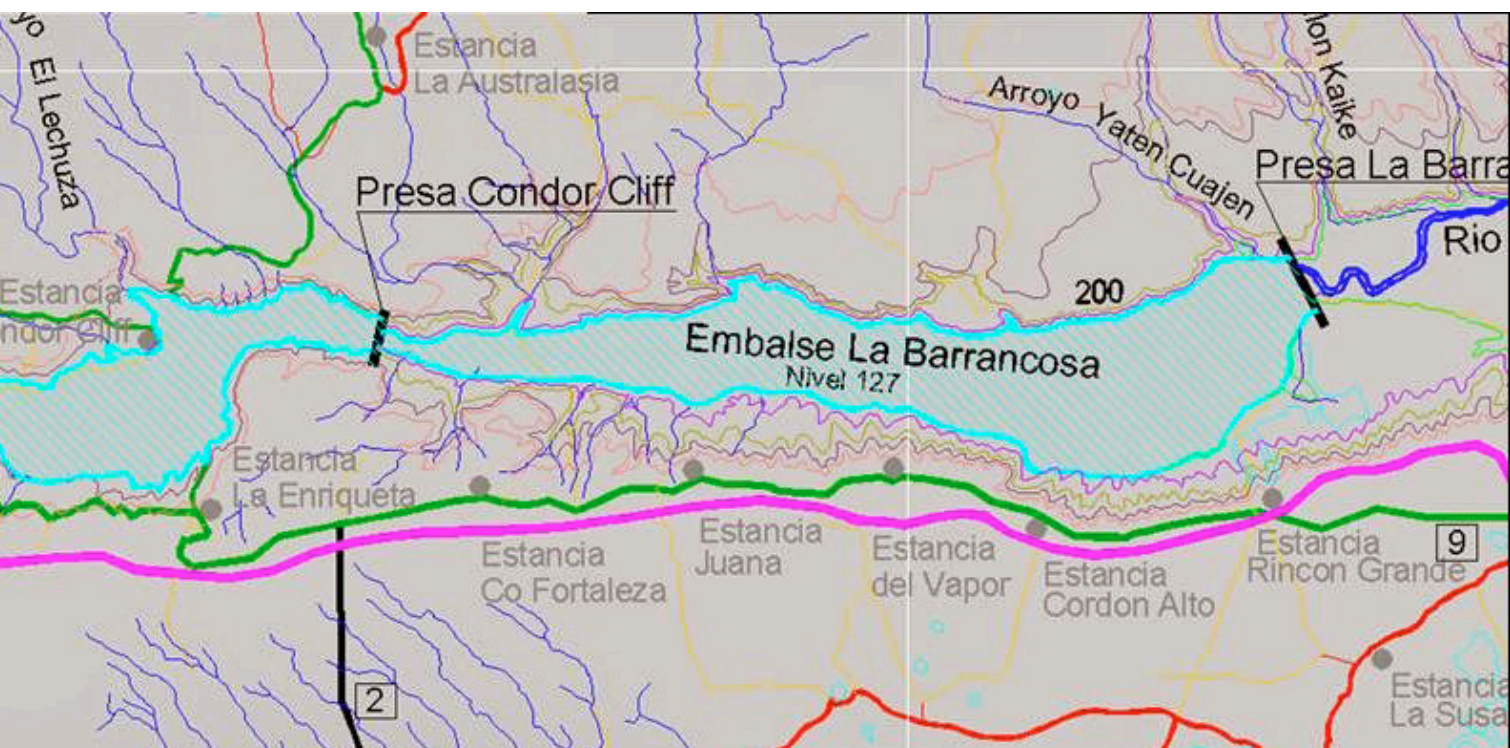 yo El Lechuza
Estancia
La Australasia
Presa Condor Cliff
Arroyo Yaten Cuajen
lon Kaike
Presa La Barra
Rio
200
Estancia
ndor Cliff
Embalse La Barrancosa
Nivel 127
Estancia
La Enriqueta
Estancia
Co Fortaleza
Estancia
Juana
Estancia
del Vapor
Estancia
Cordon Alto
Estancia
Rincon Grande
9
2
Estancia
La Susa